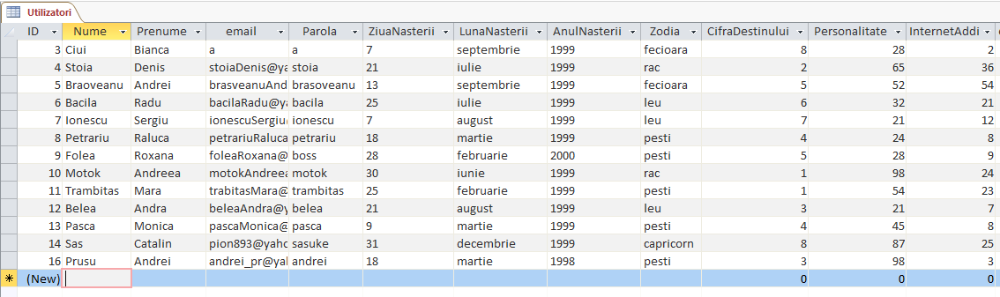 Utilizatori
ID Nume Prenume email Parola ZiuaNasterii LunaNasterii AnulNasterii Zodia CifraDestinului Personalitate InternetAddi
3 Ciui Bianca a a 7 septembrie 1999 fecioara 8 28 2
4 Stoia Denis stoiaDenis@ya stoia 21 iulie 1999 rac 2 65 36
5 Braoveanu Andrei brasveanuAnd brasoveanu 13 septembrie 1999 fecioara 5 52 54
6 Bacila Radu bacilaRadu@ya bacila 25 iulie 1999 leu 6 32 21
7 Ionescu Sergiu ionescuSergiu ionescu 7 august 1999 leu 7 21 12
8 Petrariu Raluca petrariuRaluca petrariu 18 martie 1999 pesti 4 24 8
9 Folea Roxana foleaRoxana@ boss 28 februarie 2000 pesti 5 28 9
10 Motok Andreea motokAndreea motok 30 iunie 1999 rac 1 98 24
11 Trambitas Mara trabitasMara@ trambitas 25 februarie 1999 pesti 1 54 23
12 Belea Andra beleaAndra@y belea 21 august 1999 leu 3 21 7
13 Pasca Monica pascaMonica@ pasca 9 martie 1999 pesti 4 45 8
14 Sas Catalin pion893@yaho sasuke 31 decembrie 1999 capricorn 8 87 25
16 Prusu Andrei andrei_pr@yal andrei 18 martie 1998 pesti 3 98 3
(New) 0 0 0